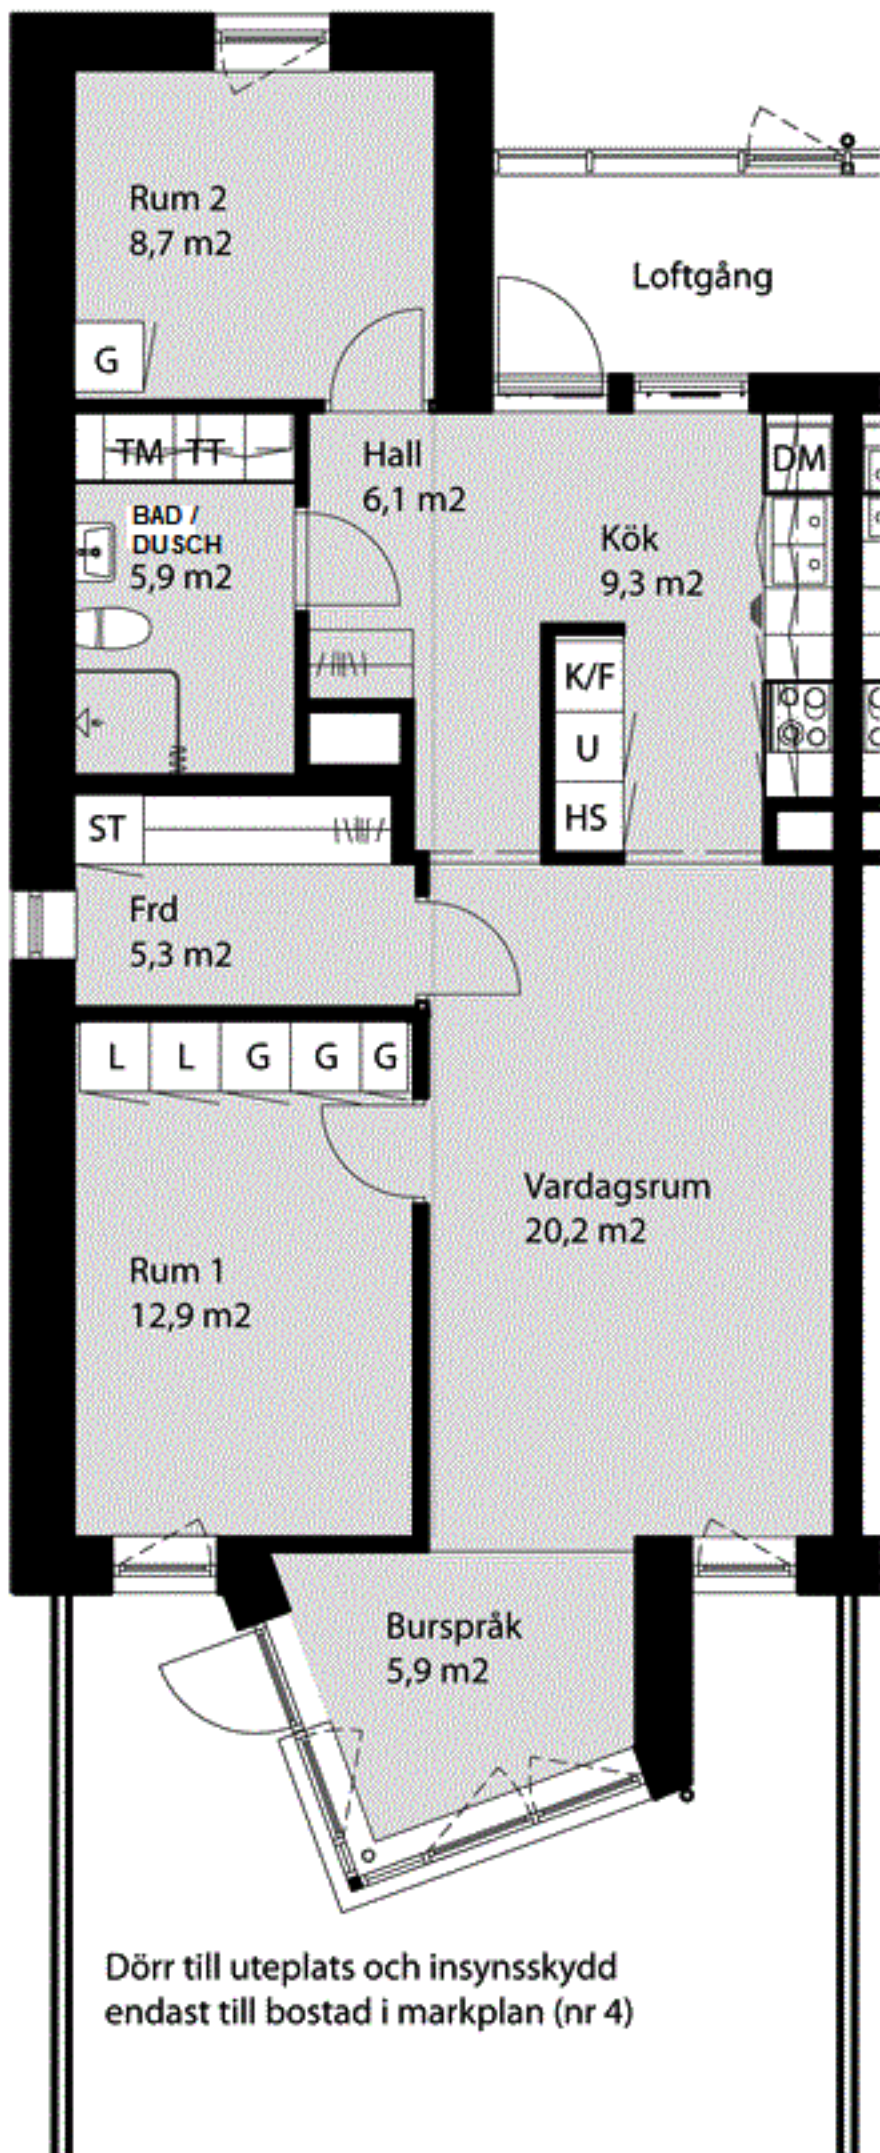 Rum 2
8,7 m2
Loftgång
G
TM TT
Hall
6,1 m2
DM
BAD /
DUSCH
5,9 m2
Kök
9,3 m2
K/F
U
HS
ST
Frd
5,3 m2
L L G G G
Vardagsrum
20,2 m2
Rum 1
12,9 m2
Burspråk
5,9 m2
Dörr till uteplats och insynsskydd
endast till bostad i markplan (nr 4)